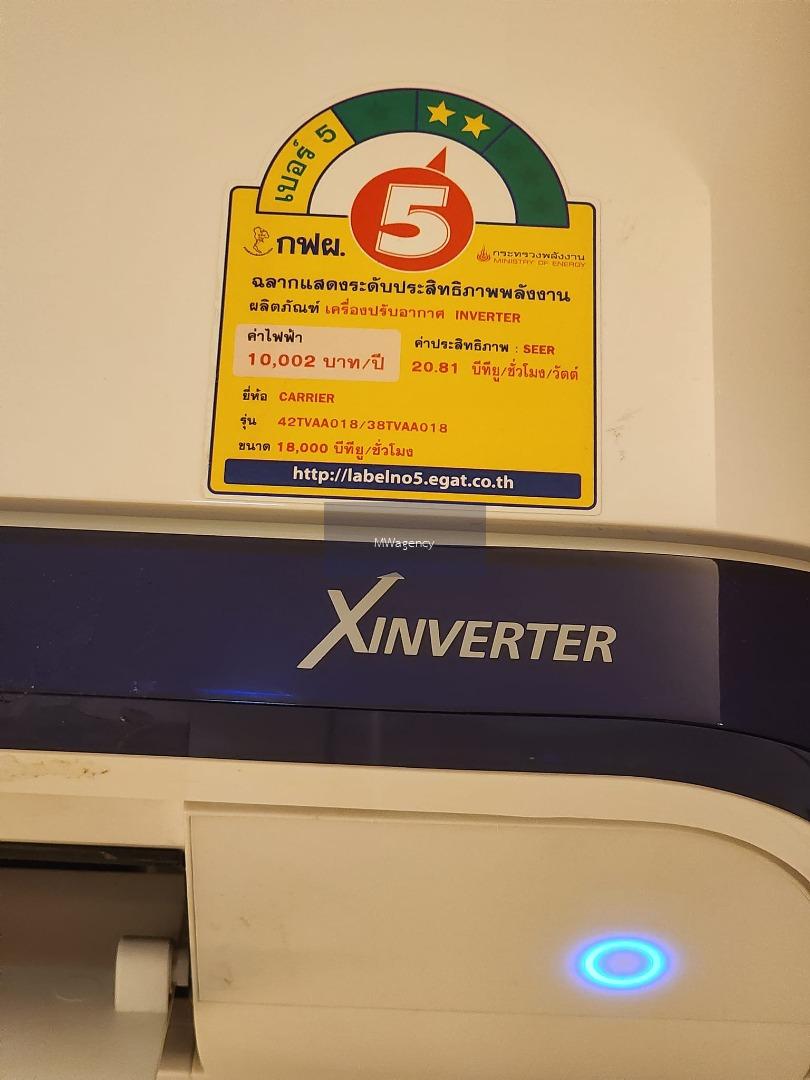 เบอร์ 5
5
กฟผ.
กระทรวงพลังงาน
MINISTRY OF ENERGY
ฉลากแสดงระดับประสิทธิภาพพลังงาน
ผลิตภัณฑ์ เครื่องปรับอากาศ INVERTER
ค่าไฟฟ้า
10,002 บาท/ปี
ค่าประสิทธิภาพ : SEER
20.81 บีทียู/ชั่วโมง/วัตต์
ยี่ห้อ CARRIER
รุ่น 42TVAA018/38TVAA018
ขนาด 18,000 บีทียู/ชั่วโมง
http://labelno5.egat.co.th
MWagency
XINVERTER